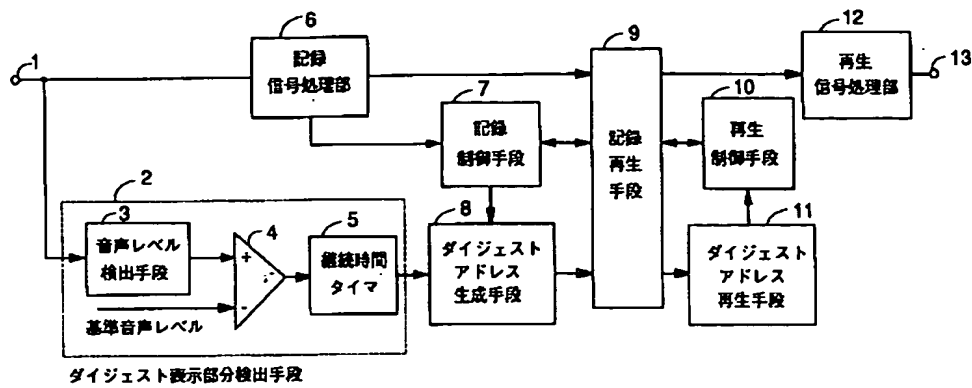 1
6
記録
信号処理部
7
記録
制御手段
9
記録
再生
手段
12
再生
信号処理部
13
10
再生
制御手段
2
3
音声レベル
検出手段
4
+
-
5
継続時間
タイマ
基準音声レベル
8
ダイジェスト
アドレス
生成手段
11
ダイジェスト
アドレス
再生手段
ダイジェスト表示部分検出手段